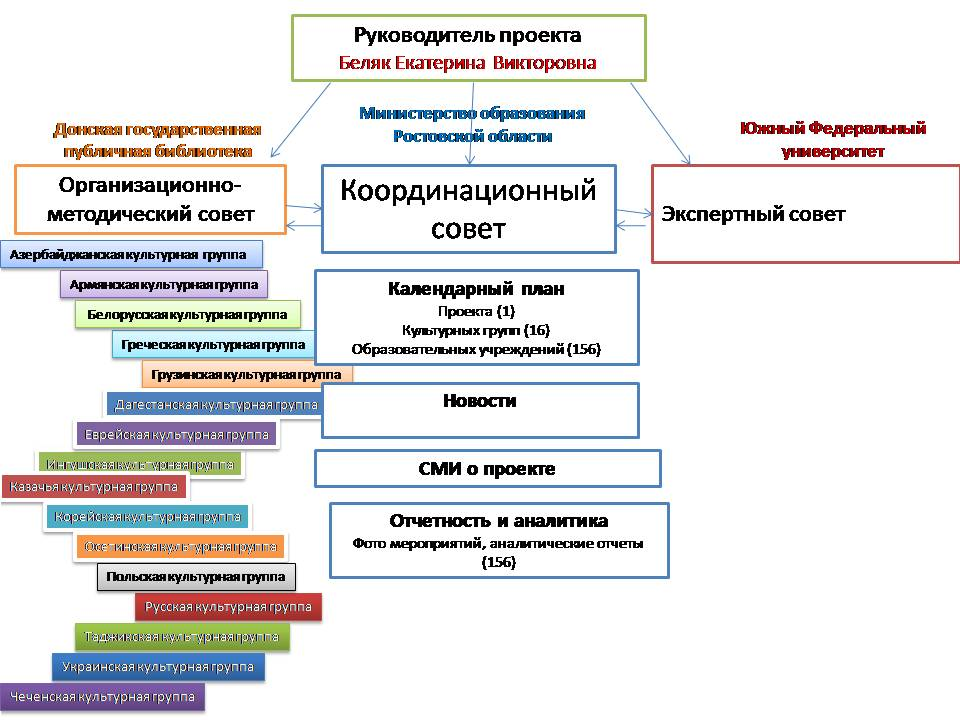 Руководитель проекта
Беляк Екатерина Викторовна
Донская государственная
публичная библиотека
Министерство образования
Ростовской области
Южный Федеральный
университет
Организационно-
методический совет
Координационный
совет
Экспертный совет
Азербайджанская культурная группа
Армянская культурная группа
Белорусская культурная группа
Греческая культурная группа
Грузинская культурная группа
Дагестанская культурная группа
Еврейская культурная группа
Ингушская культурная группа
Казачья культурная группа
Корейская культурная группа
Осетинская культурная группа
Польская культурная группа
Русская культурная группа
Таджикская культурная группа
Украинская культурная группа
Чеченская культурная группа
Календарный план
Проекта (1)
Культурных групп (16)
Образовательных учреждений (156)
Новости
СМИ о проекте
Отчетность и аналитика
Фото мероприятий, аналитические отчеты
(156)